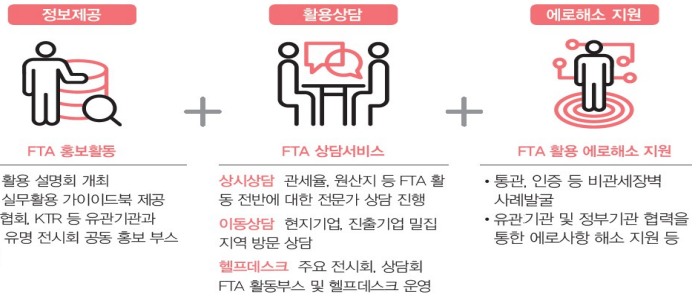 정보제공
활용상담
에로해소 지원
FTA 홍보활동
활용 설명회 개최
실무활용 가이이드북 제공
협회, KTR 등 유관기관과
유명 전시회 공동 홍보 부스
FTA 상담서비스
상시상담 관세율, 원산지 등 FTA 활
동 전반에 대한 전문가 상담 진행
이동상담 현지기업, 진출기업 밀집
지역 방문 상담
헬프데스크 주요 전시회, 상담회
FTA 활동부스 및 헬프데스크 운영
FTA 활용 에로해소 지원
• 통관, 인증 등 비관세장벽
사례발굴
• 유관기관 및 정부기관 협력을
통한 에로사항 해소 지원 등